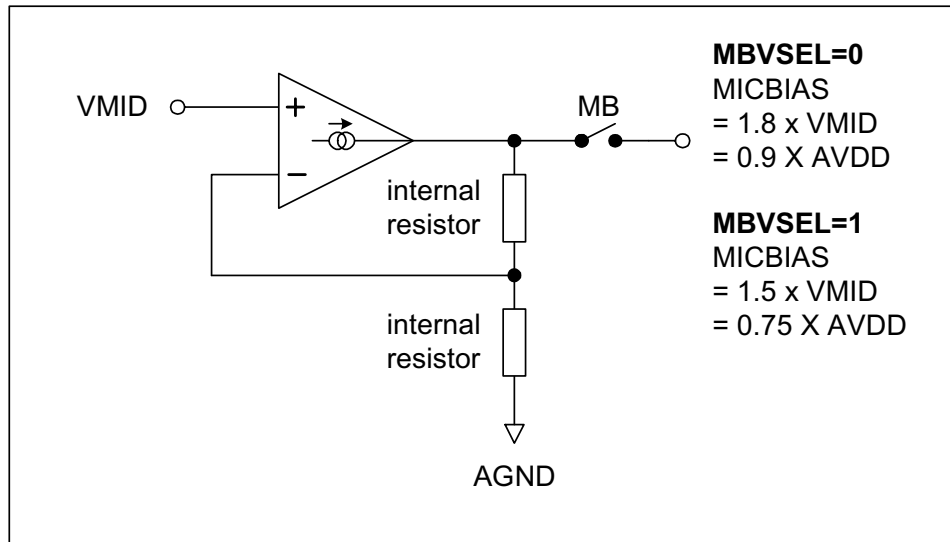 VMID
+
−
MB
internal
resistor
internal
resistor
AGND
MBVSEL=0
MICBIAS
= 1.8 x VMID
= 0.9 X AVDD
MBVSEL=1
MICBIAS
= 1.5 x VMID
= 0.75 X AVDD